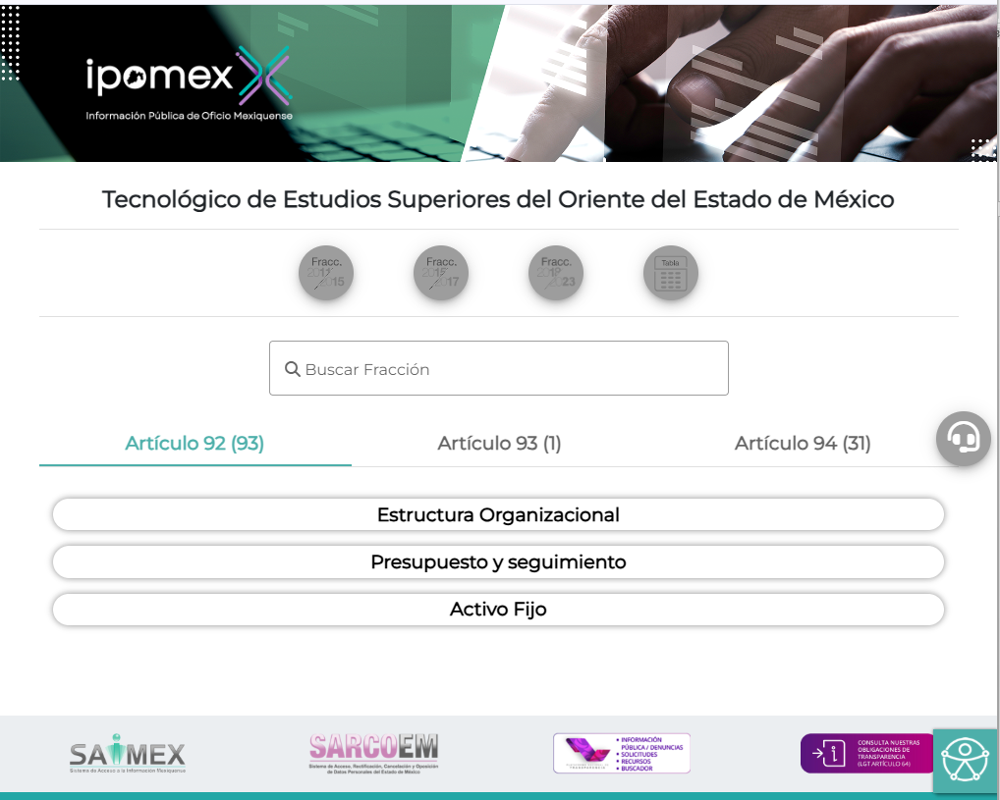 ipomex
Información Pública de Oficio Mexiquense
Tecnológico de Estudios Superiores del Oriente del Estado de México
Fracc. Fracc. Fracc. Tabla
2015 2017 2023
Buscar Fracción
Artículo 92 (93) Artículo 93 (1) Artículo 94 (31)
Estructura Organizacional
Presupuesto y seguimiento
Activo Fijo
SAIMEX
Sistema de Acceso a la Información Mexiquense
SARCOEM
Sistema de Acceso, Rectificación, Cancelación y Oposición
de Datos Personales del Estado de México
• INFORMACIÓN
PÚBLICA / DENUNCIAS
• SOLICITUDES
• RECURSOS
• BUSCADOR
CONSULTA NUESTRAS
OBLIGACIONES DE
TRANSPARENCIA
(LGT ARTÍCULO 64)